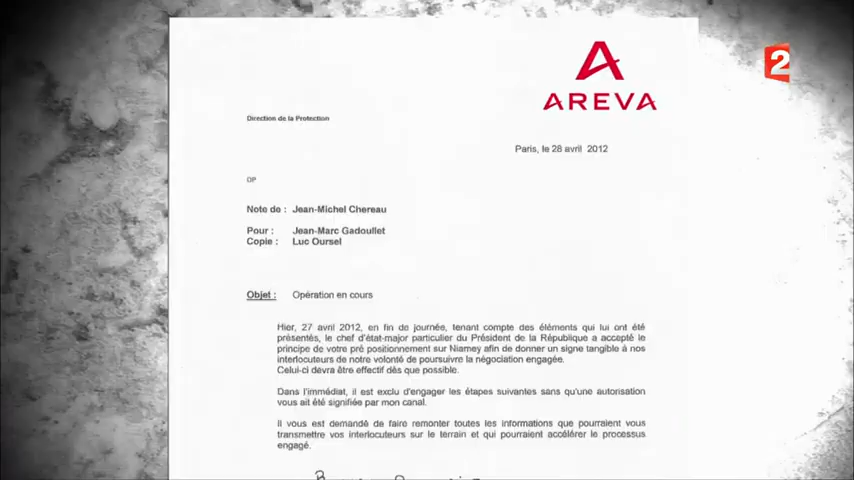 AREVA
2
Direction de la Protection
Paris, le 28 avril 2012
DP
Note de : Jean-Michel Chereau
Pour : Jean-Marc Gadoullet
Copie : Luc Oursel
Objet : Opération en cours
Hier, 27 avril 2012, en fin de journée, tenant compte des éléments qui lui ont été
présentés, le chef d'état-major particulier du Président de la République a accepté le
principe de votre pré positionnement sur Niamey afin de donner un signe tangible à nos
interlocuteurs de notre volonté de poursuivre la négociation engagée.
Celui-ci devra être effectif dès que possible.
Dans l'immédiat, il est exclu d'engager les étapes suivantes sans qu'une autorisation
vous ait été signifiée par mon canal.
Il vous est demandé de faire remonter toutes les informations que pourraient vous
transmettre vos interlocuteurs sur le terrain et qui pourraient accélérer le processus
engagé.